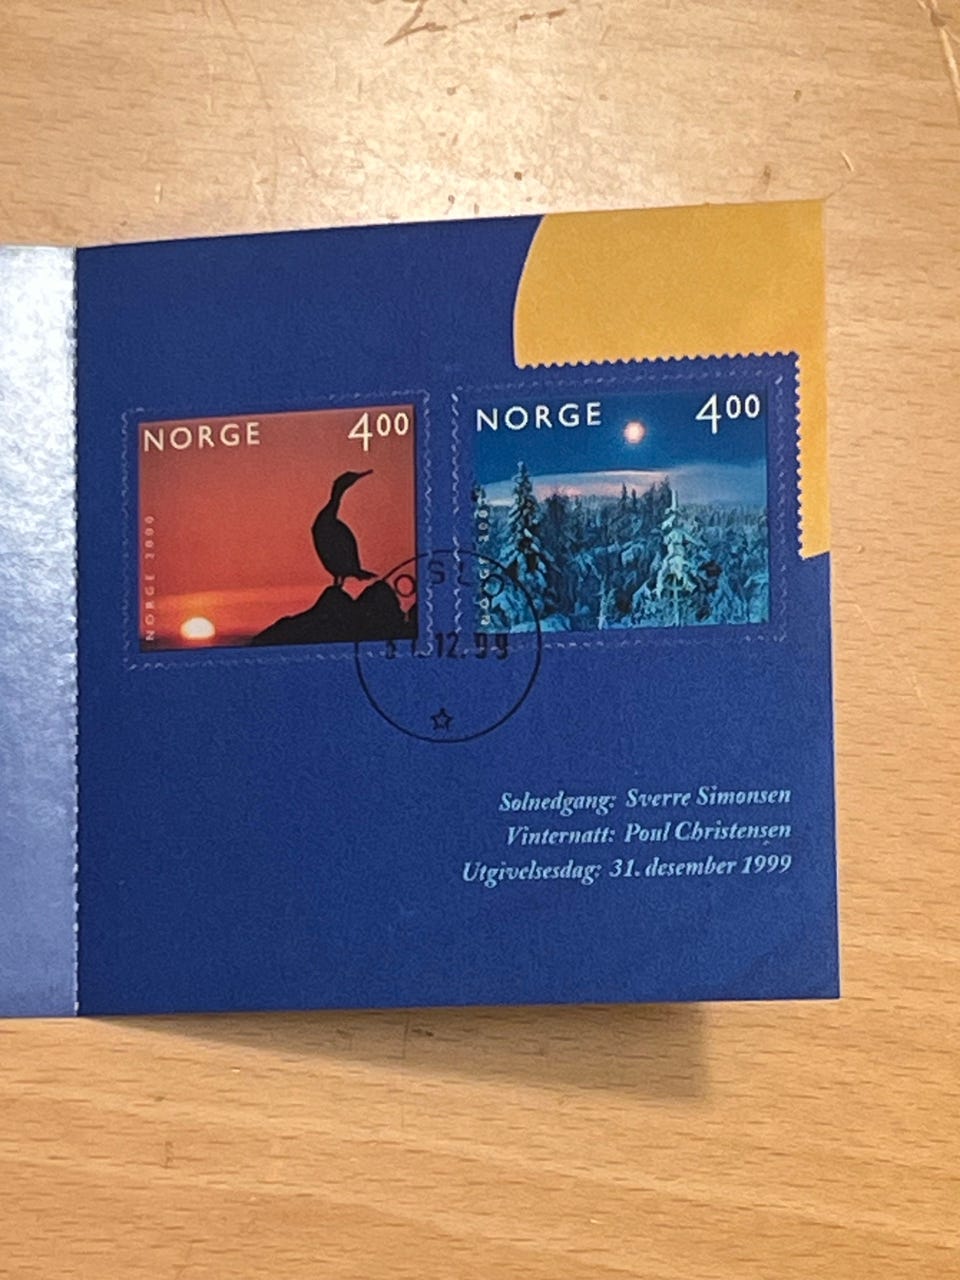 NORGE 4.00
NORGE 4.00
NORGE
NORGE
OSLO
12.99
Solnedgang: Sverre Simonsen
Vinternatt: Poul Christensen
Utgivelsesdag: 31. desember 1999